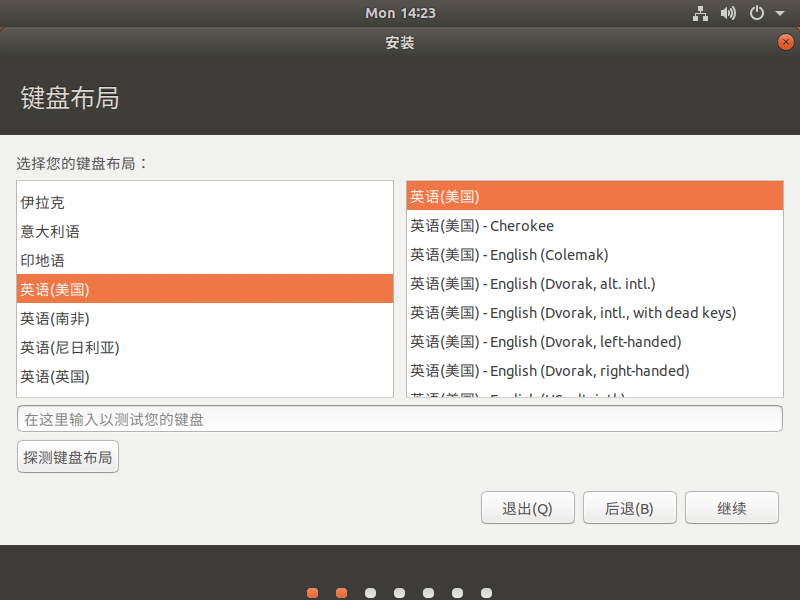 Mon 14:23
安装
键盘布局
选择您的键盘布局：
伊拉克
意大利语
印地语
英语(美国)
英语(南非)
英语(尼日利亚)
英语(英国)
英语(美国)
英语(美国) - Cherokee
英语(美国) - English (Colemak)
英语(美国) - English (Dvorak, alt. intl.)
英语(美国) - English (Dvorak, intl., with dead keys)
英语(美国) - English (Dvorak, left-handed)
英语(美国) - English (Dvorak, right-handed)
在这里输入以测试您的键盘
探测键盘布局
退出(Q)
后退(B)
继续